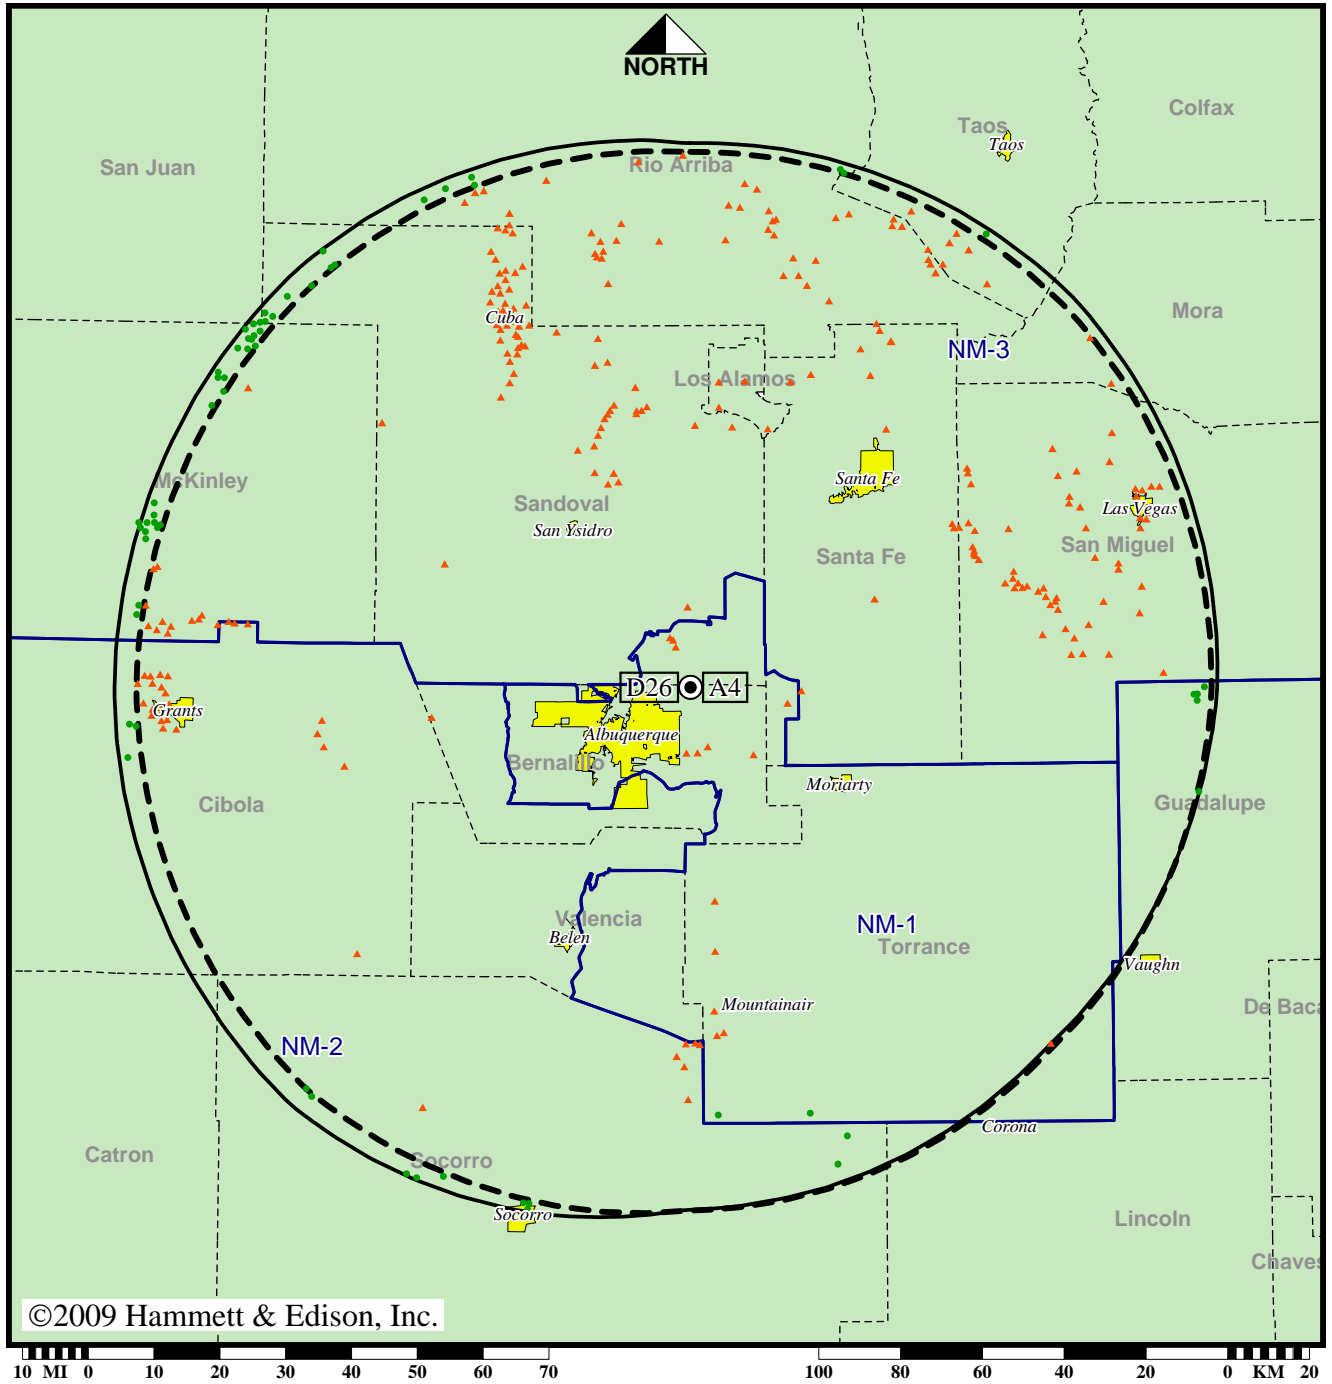 NORTH
Colfax
Taos
Taos
San Juan
Rio Arriba
Mora
Cuba
NM-3
Los Alamos
McKinley
Santa Fe
Sandoval
Las Vegas
San Ysidro
San Miguel
Santa Fe
D26
A4
Grants
Albuquerque
Bernalillo
Moriarty
Cibola
Guadalupe
Valencia
NM-1
Belen
Torrance
Vaughn
Mountainair
De Baca
NM-2
Corona
Catron
Socorro
Socorro
Lincoln
Chaves
©2009 Hammett & Edison, Inc.
10 MI 0 10 20 30 40 50 60 70 100 80 60 40 20 0 KM 20